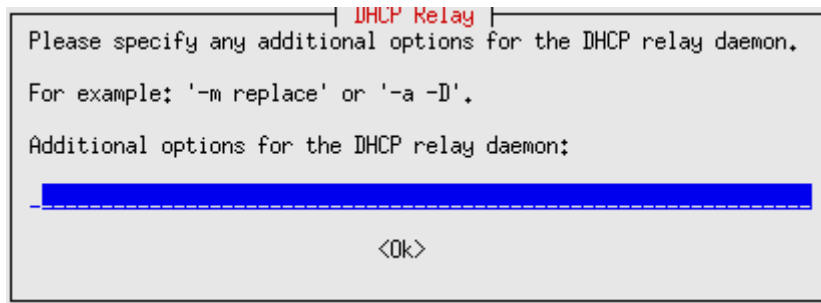 DHCP Relay
Please specify any additional options for the DHCP relay daemon.
For example: '-m replace' or '-a -D'.
Additional options for the DHCP relay daemon:
<Ok>